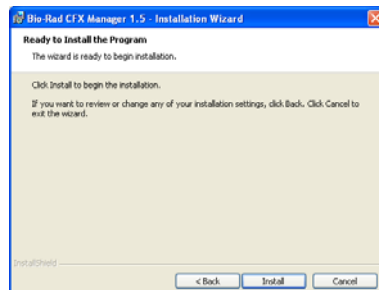 Bio-Rad CFX Manager 1.5 - Installation Wizard
Ready to Install the Program
The wizard is ready to begin installation.
Click Install to begin the installation.
If you want to review or change any of your installation settings, click Back. Click Cancel to
exit the wizard.
InstallShield
< Back Install Cancel